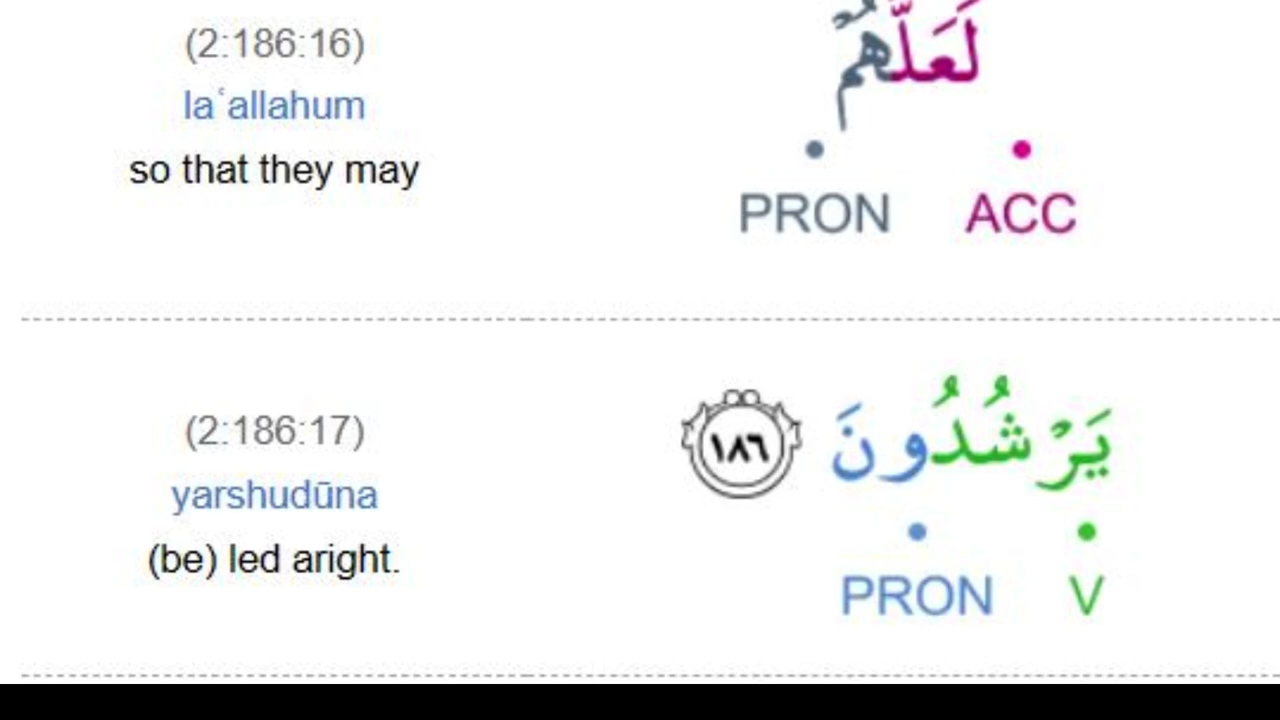 (2:186:16)
laʿallahum
so that they may
لَعَلَّهُمْ
PRON ACC
(2:186:17)
yarshudūna
(be) led aright.
يَرْشُدُونَ ١٨٦
PRON V